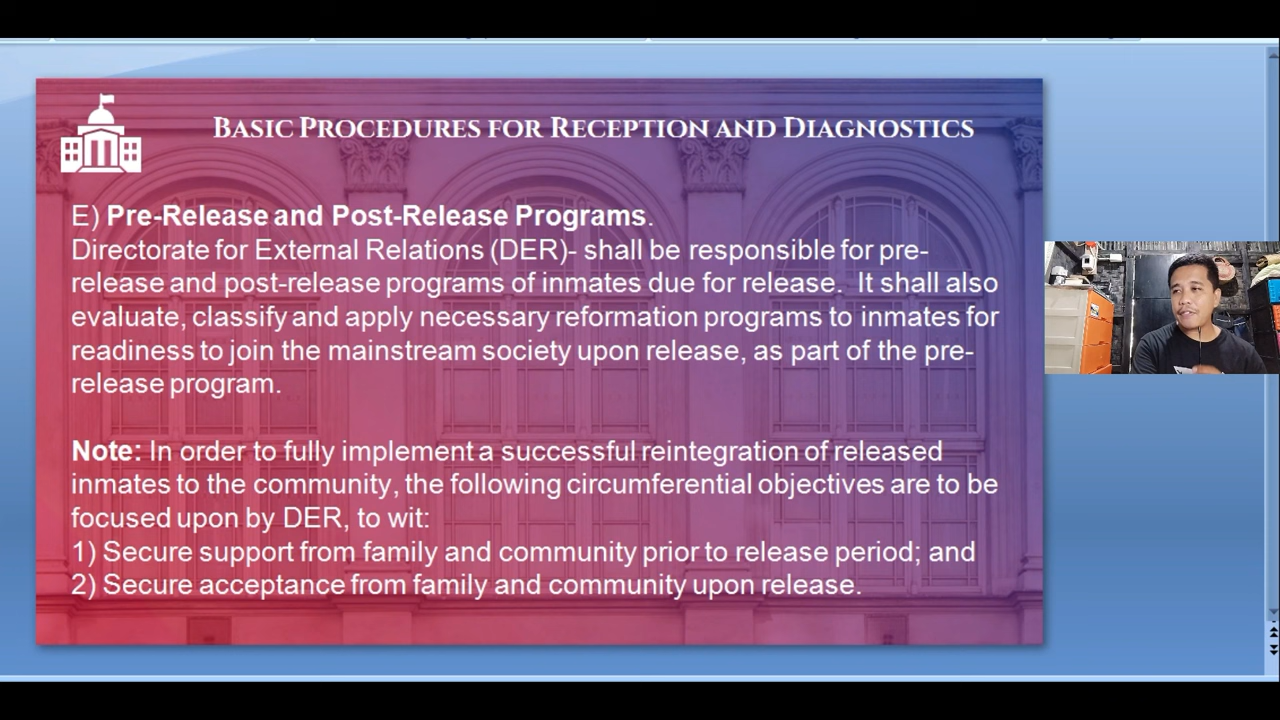 BASIC PROCEDURES FOR RECEPTION AND DIAGNOSTICS
E) Pre-Release and Post-Release Programs.
Directorate for External Relations (DER)- shall be responsible for pre-
release and post-release programs of inmates due for release. It shall also
evaluate, classify and apply necessary reformation programs to inmates for
readiness to join the mainstream society upon release, as part of the pre-
release program.
Note: In order to fully implement a successful reintegration of released
inmates to the community, the following circumferential objectives are to be
focused upon by DER, to wit:
1) Secure support from family and community prior to release period; and
2) Secure acceptance from family and community upon release.